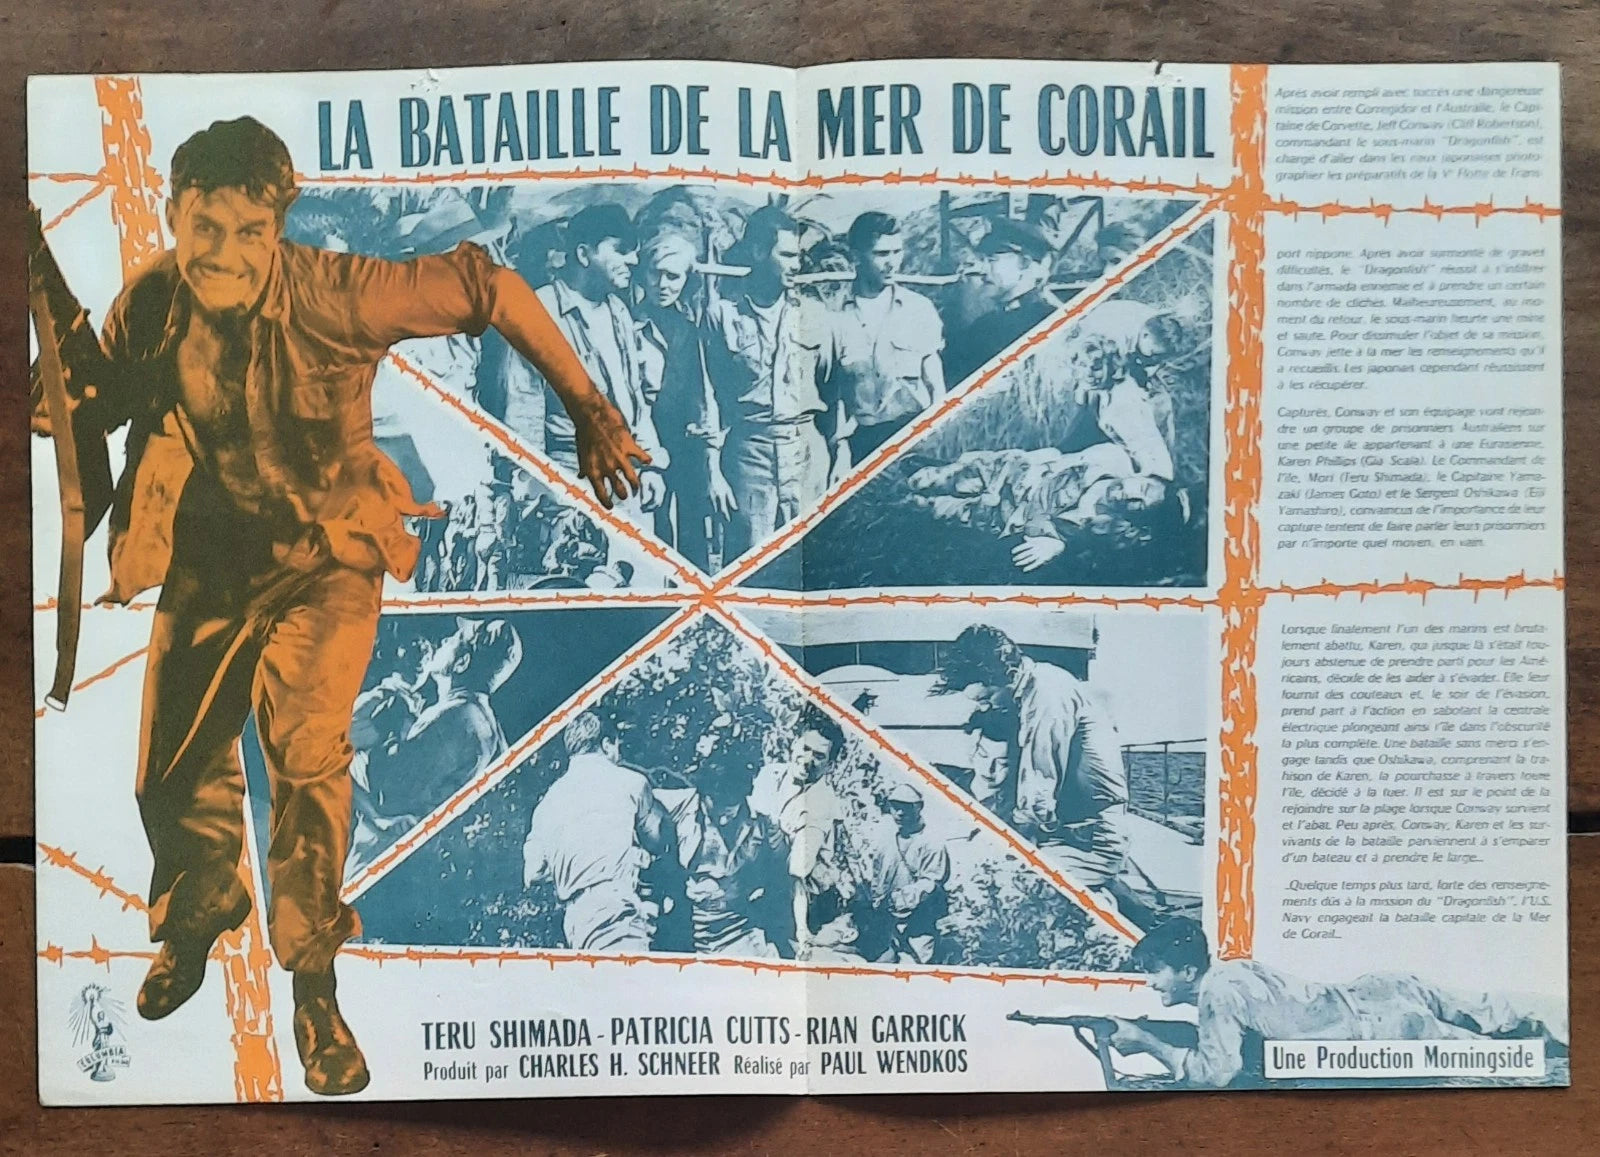 LA BATAILLE DE LA MER DE CORAIL
Après avoir rempli avec succès une dangereuse
mission entre Corregidor et l'Australie, le Capi-
taine de Corvette, Jeff Conway (Cliff Robertson),
commandant le sous-marin "Dragonfish", est
chargé d'aller dans les eaux japonaises photo-
graphier les préparatifs de la Vᵉ Flotte de Trans-
port nippone. Après avoir surmonté de graves
difficultés, le "Dragonfish" réussit à s'infiltrer
dans l'armada ennemie et à prendre un certain
nombre de clichés. Malheureusement, au mo-
ment du retour, le sous-marin heurte une mine
et saute. Pour dissimuler l'objet de sa mission,
Conway jette à la mer les renseignements qu'il
a recueillis. Les japonais cependant réussissent
à les récupérer.
Capturés, Conway et son équipage vont rejoin-
dre un groupe de prisonniers Australiens sur
une petite île appartenant à une Eurasienne,
Karen Phillips (Gia Scala). Le Commandant de
l'île, Mori (Teru Shimada), le Capitaine Yama-
zaki (James Goto) et le Sergent Oshikawa (Eiji
Yamashiro), convaincus de l'importance de leur
capture tentent de faire parler leurs prisonniers
par n'importe quel moyen, en vain.
Lorsque finalement l'un des marins est bruta-
lement abattu, Karen, qui jusque là s'était tou-
jours abstenue de prendre parti pour les Amé-
ricains, décide de les aider à s'évader. Elle leur
fournit des couteaux et, le soir de l'évasion,
prend part à l'action en sabotant la centrale
électrique plongeant ainsi l'île dans l'obscurité
la plus complète. Une bataille sans merci s'en-
gage tandis que Oshikawa, comprenant la tra-
hison de Karen, la pourchasse à travers toute
l'île, décidé à la tuer. Il est sur le point de la
rejoindre sur la plage lorsque Conway survient
et l'abat. Peu après, Conway, Karen et les sur-
vivants de la bataille parviennent à s'emparer
d'un bateau et à prendre le large...
...Quelque temps plus tard, forte des renseigne-
ments dûs à la mission du "Dragonfish", l'U.S.
Navy engageait la bataille capitale de la Mer
de Corail...
COLUMBIA
TERU SHIMADA - PATRICIA CUTTS - RIAN GARRICK
Produit par CHARLES H. SCHNEER Réalisé par PAUL WENDKOS
Une Production Morningside